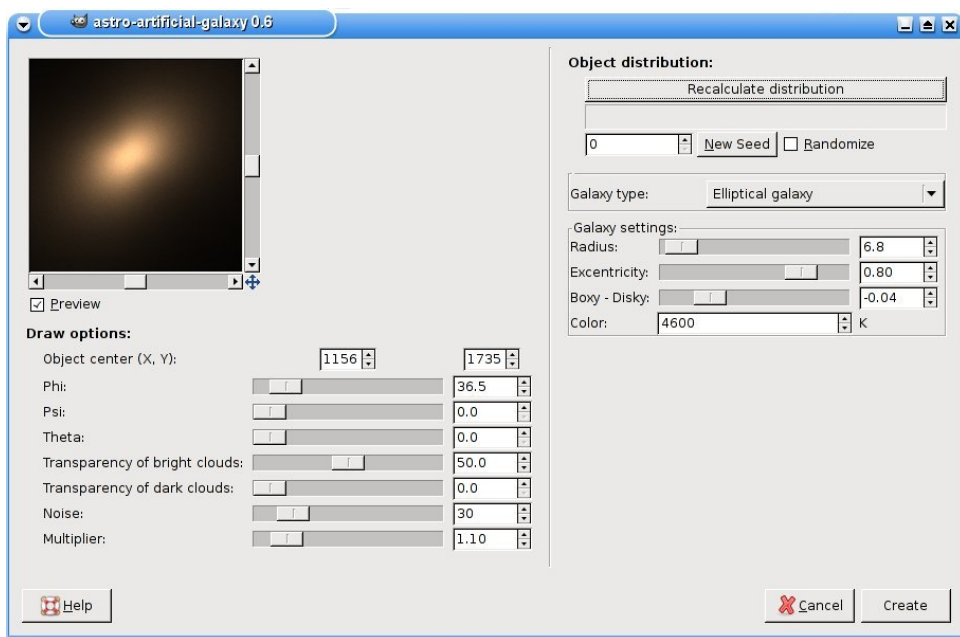 astro-artificial-galaxy 0.6
Preview
Draw options:
Object center (X, Y): 1156 1735
Phi: 36.5
Psi: 0.0
Theta: 0.0
Transparency of bright clouds: 50.0
Transparency of dark clouds: 0.0
Noise: 30
Multiplier: 1.10
Object distribution:
Recalculate distribution
0 New Seed Randomize
Galaxy type: Elliptical galaxy
Galaxy settings:
Radius: 6.8
Excentricity: 0.80
Boxy - Disky: -0.04
Color: 4600 K
Help Cancel Create